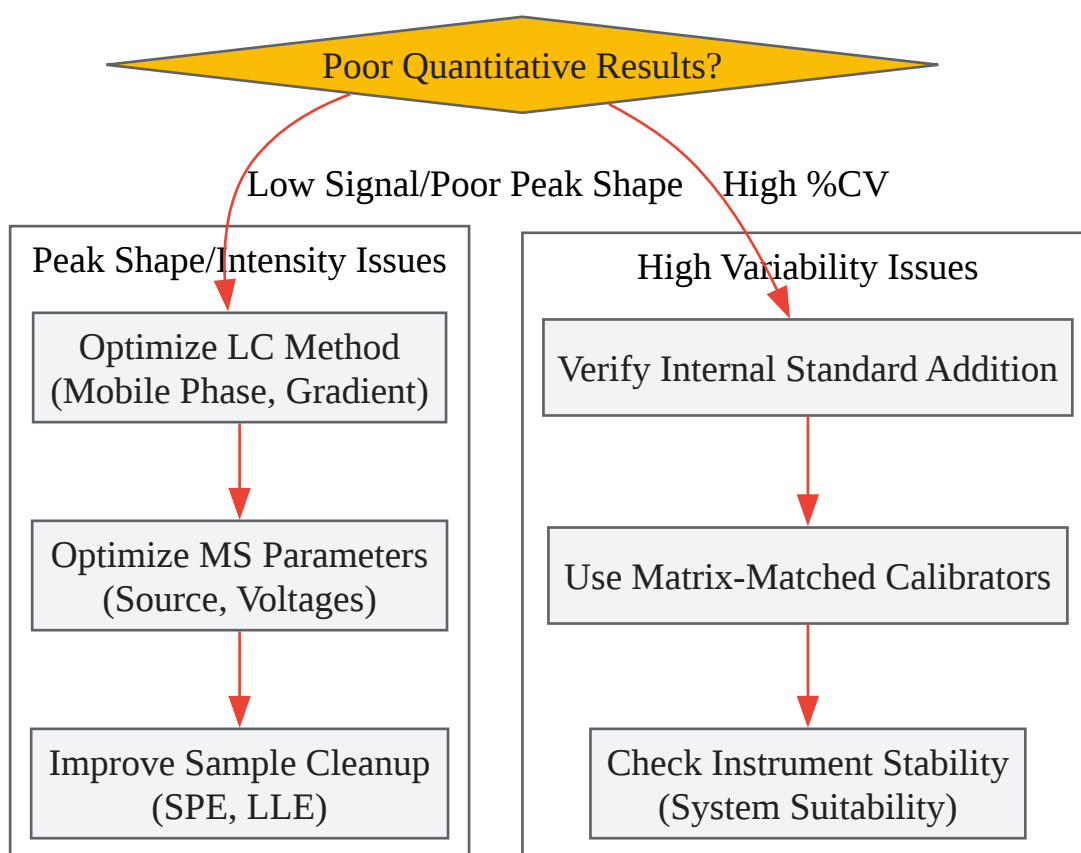 Poor Quantitative Results?
Low Signal/Poor Peak Shape
High %CV
Peak Shape/Intensity Issues
Optimize LC Method
(Mobile Phase, Gradient)
Optimize MS Parameters
(Source, Voltages)
Improve Sample Cleanup
(SPE, LLE)
High Variability Issues
Verify Internal Standard Addition
Use Matrix-Matched Calibrators
Check Instrument Stability
(System Suitability)